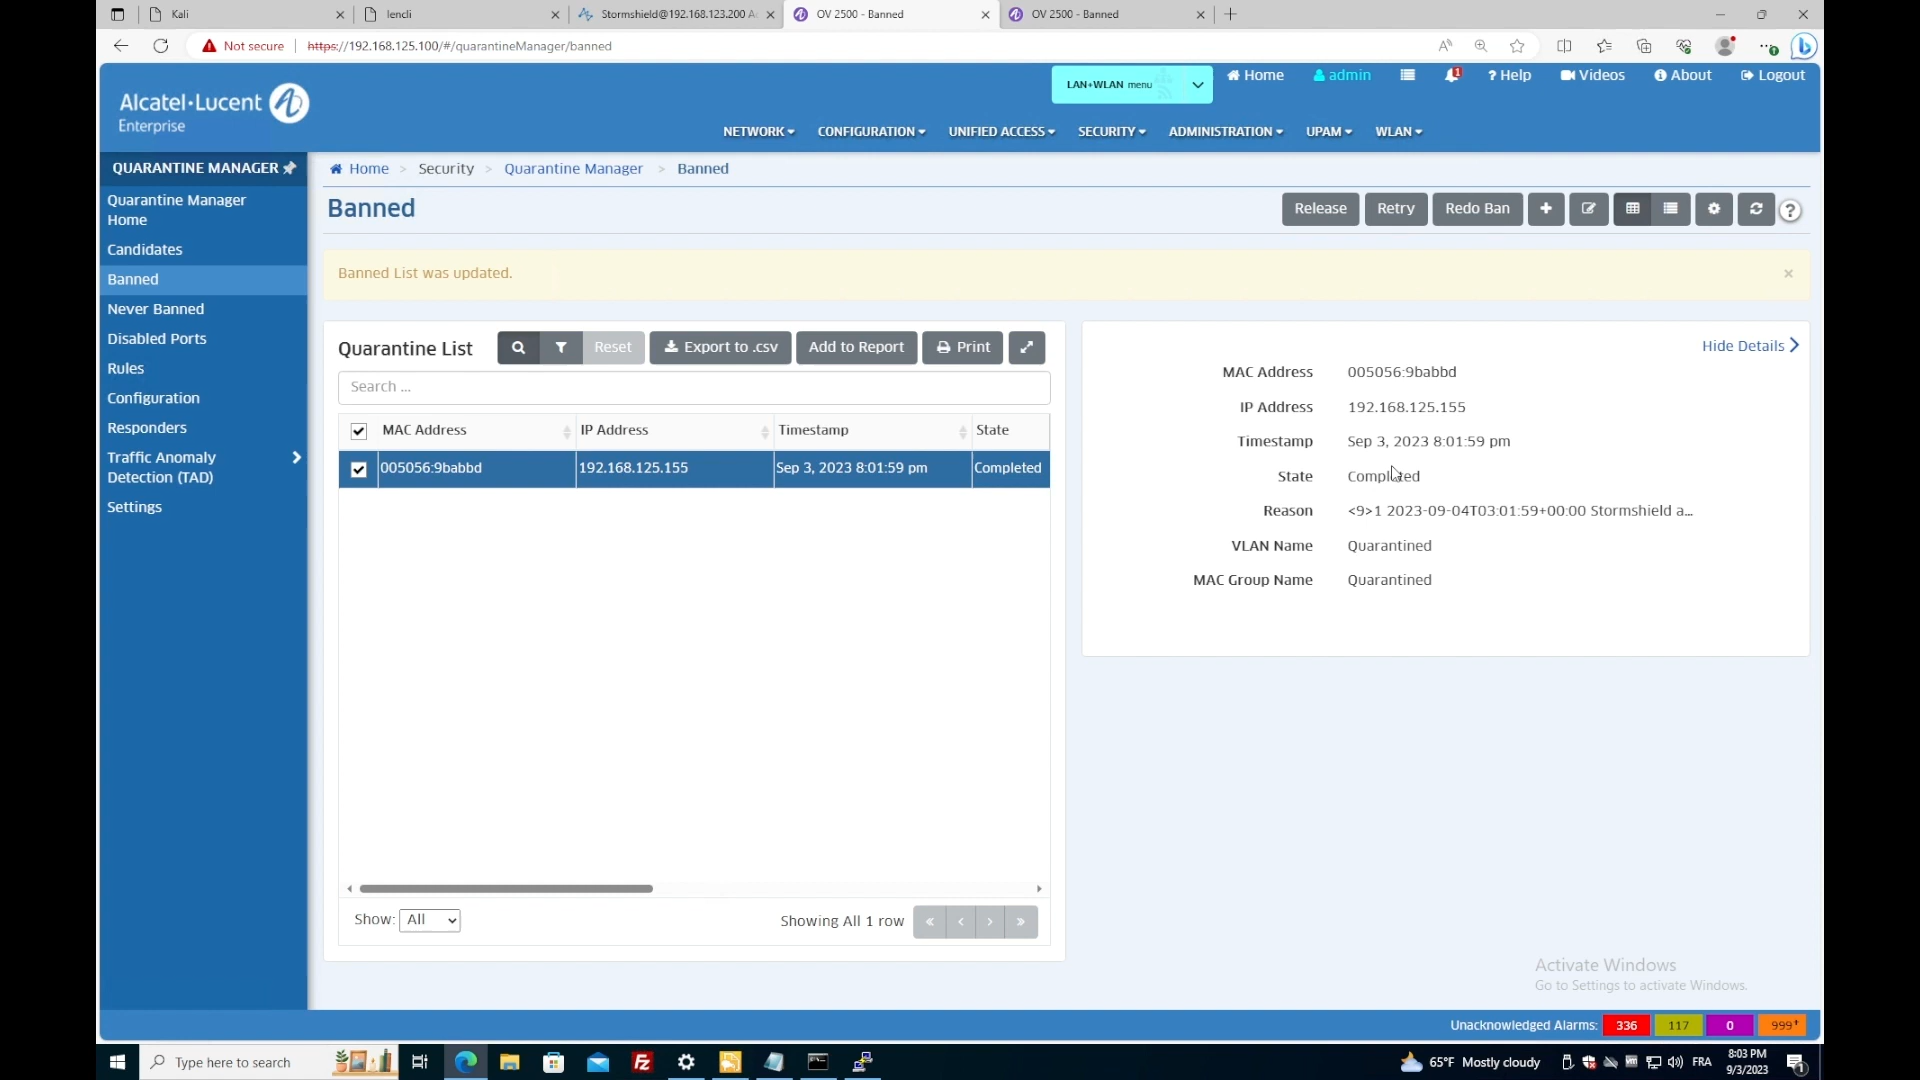 Kali
lencli
Stormshield@192.168.123.200 A
OV 2500 - Banned
OV 2500 - Banned
Not secure
https://192.168.125.100/#/quarantineManager/banned
Alcatel·Lucent
Enterprise
LAN+WLAN menu
Home
admin
1
? Help
Videos
About
Logout
NETWORK
CONFIGURATION
UNIFIED ACCESS
SECURITY
ADMINISTRATION
UPAM
WLAN
QUARANTINE MANAGER
Quarantine Manager
Home
Candidates
Banned
Never Banned
Disabled Ports
Rules
Configuration
Responders
Traffic Anomaly
Detection (TAD)
Settings
Home > Security > Quarantine Manager > Banned
Banned
Release
Retry
Redo Ban
?
Banned List was updated.
×
Quarantine List
Reset
Export to .csv
Add to Report
Print
Search ...
MAC Address
IP Address
Timestamp
State
005056:9babbd
192.168.125.155
Sep 3, 2023 8:01:59 pm
Completed
Show: All
Showing All 1 row
« ‹ › »
Hide Details
MAC Address 005056:9babbd
IP Address 192.168.125.155
Timestamp Sep 3, 2023 8:01:59 pm
State Completed
Reason <9>1 2023-09-04T03:01:59+00:00 Stormshield a...
VLAN Name Quarantined
MAC Group Name Quarantined
Activate Windows
Go to Settings to activate Windows.
Unacknowledged Alarms: 336 117 0 999+
Type here to search
65°F Mostly cloudy
FRA
8:03 PM
9/3/2023
1